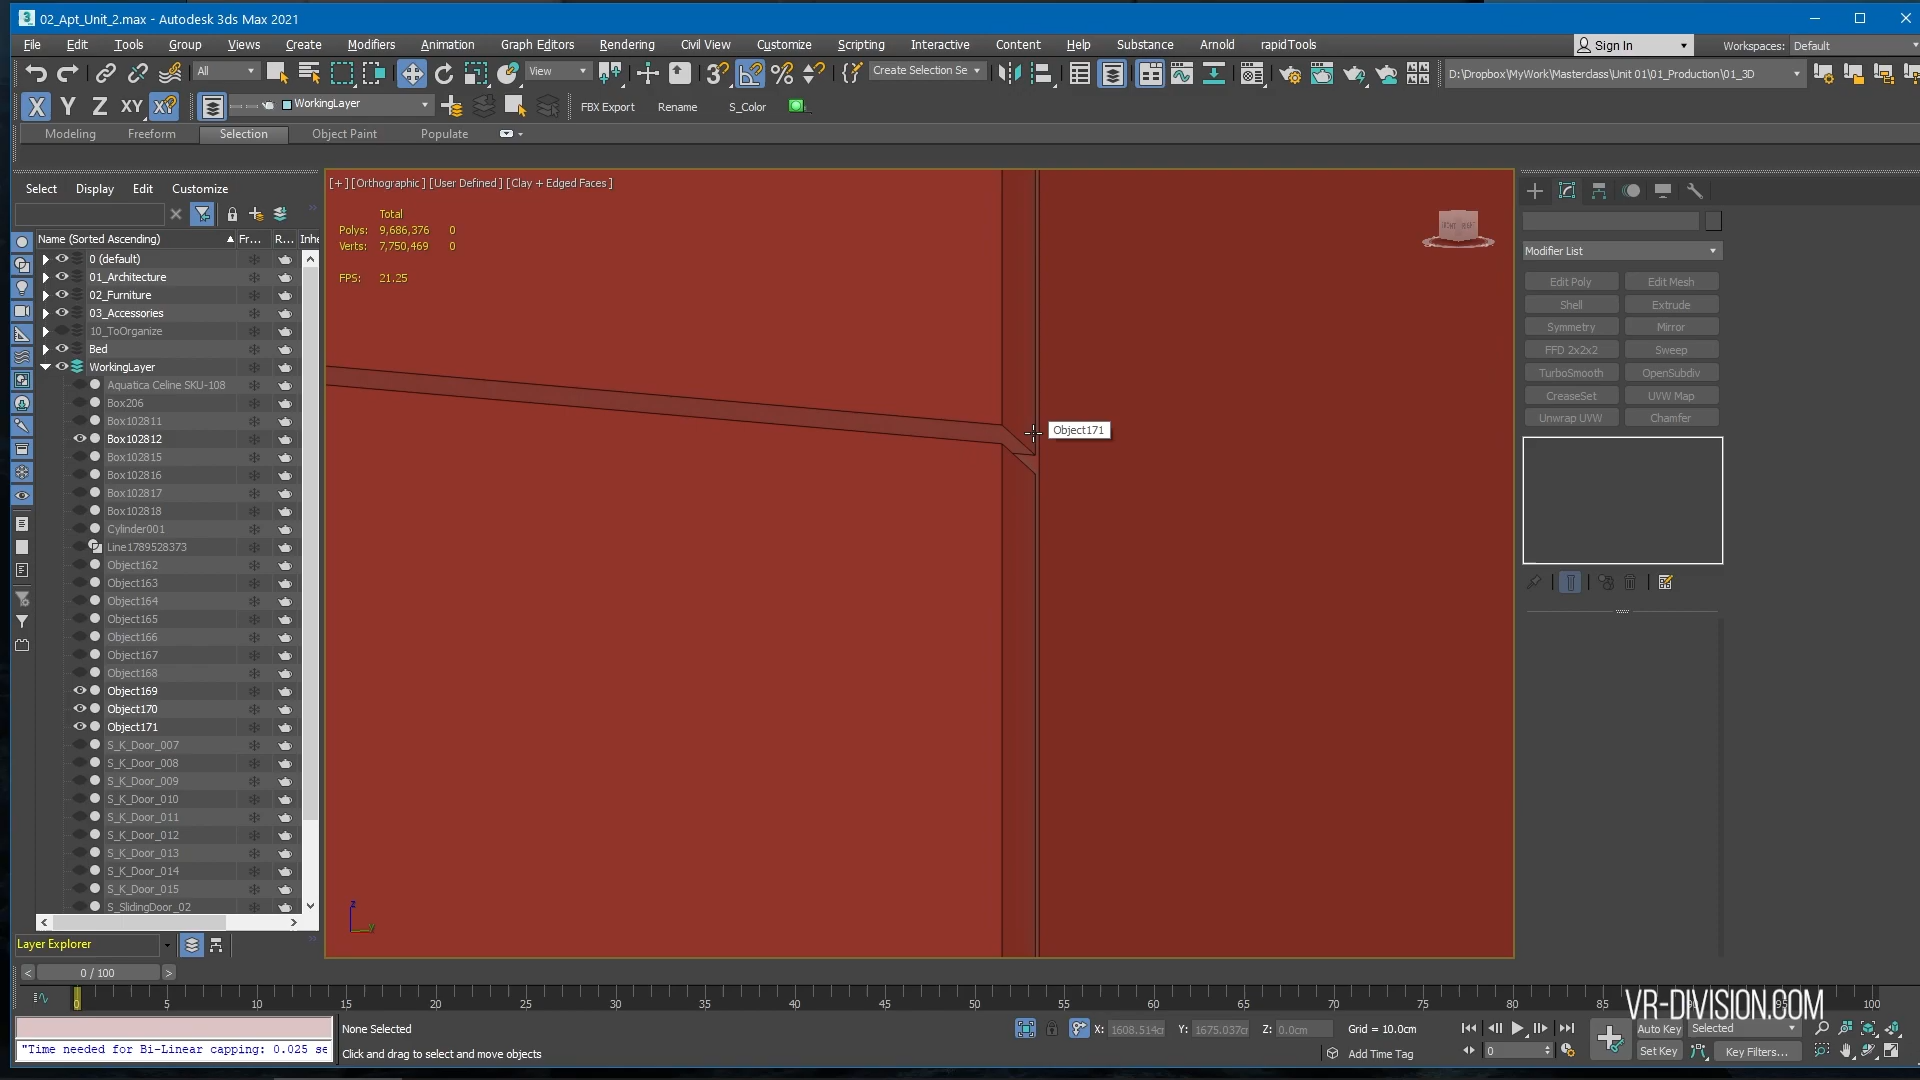 02_Apt_Unit_2.max - Autodesk 3ds Max 2021
File Edit Tools Group Views Create Modifiers Animation Graph Editors Rendering Civil View Customize Scripting Interactive Content Help Substance Arnold rapidTools Sign In Workspaces: Default
All View Create Selection Se D:\Dropbox\MyWork\Masterclass\Unit 01\01_Production\01_3D
X Y Z XY WorkingLayer FBX Export Rename S_Color
Modeling Freeform Selection Object Paint Populate
Select Display Edit Customize
Name (Sorted Ascending) Fr... R... Inhe
0 (default)
01_Architecture
02_Furniture
03_Accessories
10_ToOrganize
Bed
WorkingLayer
Aquatica Celine SKU-108
Box206
Box102811
Box102812
Box102815
Box102816
Box102817
Box102818
Cylinder001
Line1789528373
Object162
Object163
Object164
Object165
Object166
Object167
Object168
Object169
Object170
Object171
S_K_Door_007
S_K_Door_008
S_K_Door_009
S_K_Door_010
S_K_Door_011
S_K_Door_012
S_K_Door_013
S_K_Door_014
S_K_Door_015
S_SlidingDoor_02
Layer Explorer
[+] [Orthographic] [User Defined] [Clay + Edged Faces]
Total
Polys: 9,686,376 0
Verts: 7,750,469 0
FPS: 21.25
Object171
z
y
Modifier List
Edit Poly Edit Mesh
Shell Extrude
Symmetry Mirror
FFD 2x2x2 Sweep
TurboSmooth OpenSubdiv
CreaseSet UVW Map
Unwrap UVW Chamfer
< 0 / 100 >
0 5 10 15 20 25 30 35 40 45 50 55 60 65 70 75 80 85 100
VR-DIVISION.COM
None Selected X: 1608.514cm Y: 1675.037cm Z: 0.0cm Grid = 10.0cm Auto Key Selected
"Time needed for Bi-Linear capping: 0.025 se Click and drag to select and move objects Add Time Tag 0 Set Key Key Filters...